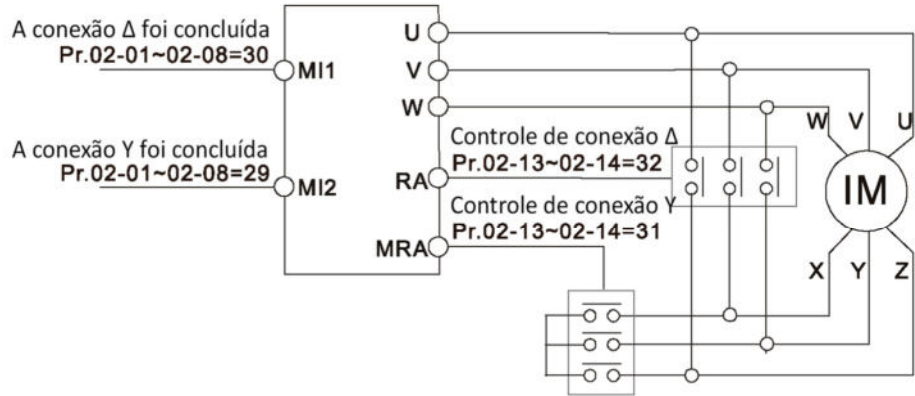 A conexão Δ foi concluída
Pr.02-01~02-08=30
MI1
A conexão Y foi concluída
Pr.02-01~02-08=29
MI2
U
V
W
Controle de conexão Δ
Pr.02-13~02-14=32
RA
Controle de conexão Y
Pr.02-13~02-14=31
MRA
W V U
IM
X Y Z